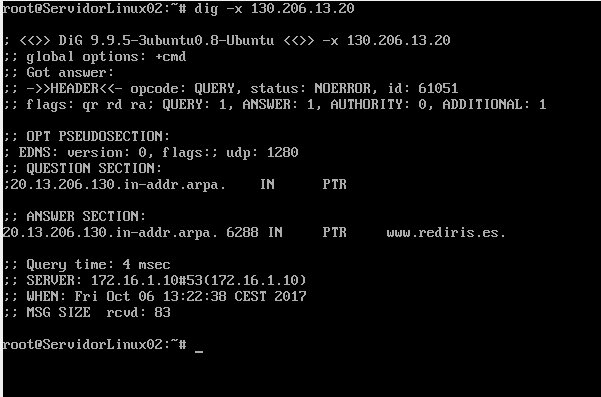 root@ServidorLinux02:~# dig -x 130.206.13.20
; <<>> DiG 9.9.5-3ubuntu0.8-Ubuntu <<>> -x 130.206.13.20
;; global options: +cmd
;; Got answer:
;; ->>HEADER<<- opcode: QUERY, status: NOERROR, id: 61051
;; flags: qr rd ra; QUERY: 1, ANSWER: 1, AUTHORITY: 0, ADDITIONAL: 1
;; OPT PSEUDOSECTION:
; EDNS: version: 0, flags:; udp: 1280
;; QUESTION SECTION:
;20.13.206.130.in-addr.arpa. IN PTR
;; ANSWER SECTION:
20.13.206.130.in-addr.arpa. 6288 IN PTR www.rediris.es.
;; Query time: 4 msec
;; SERVER: 172.16.1.10#53(172.16.1.10)
;; WHEN: Fri Oct 06 13:22:38 CEST 2017
;; MSG SIZE rcvd: 83
root@ServidorLinux02:~# _